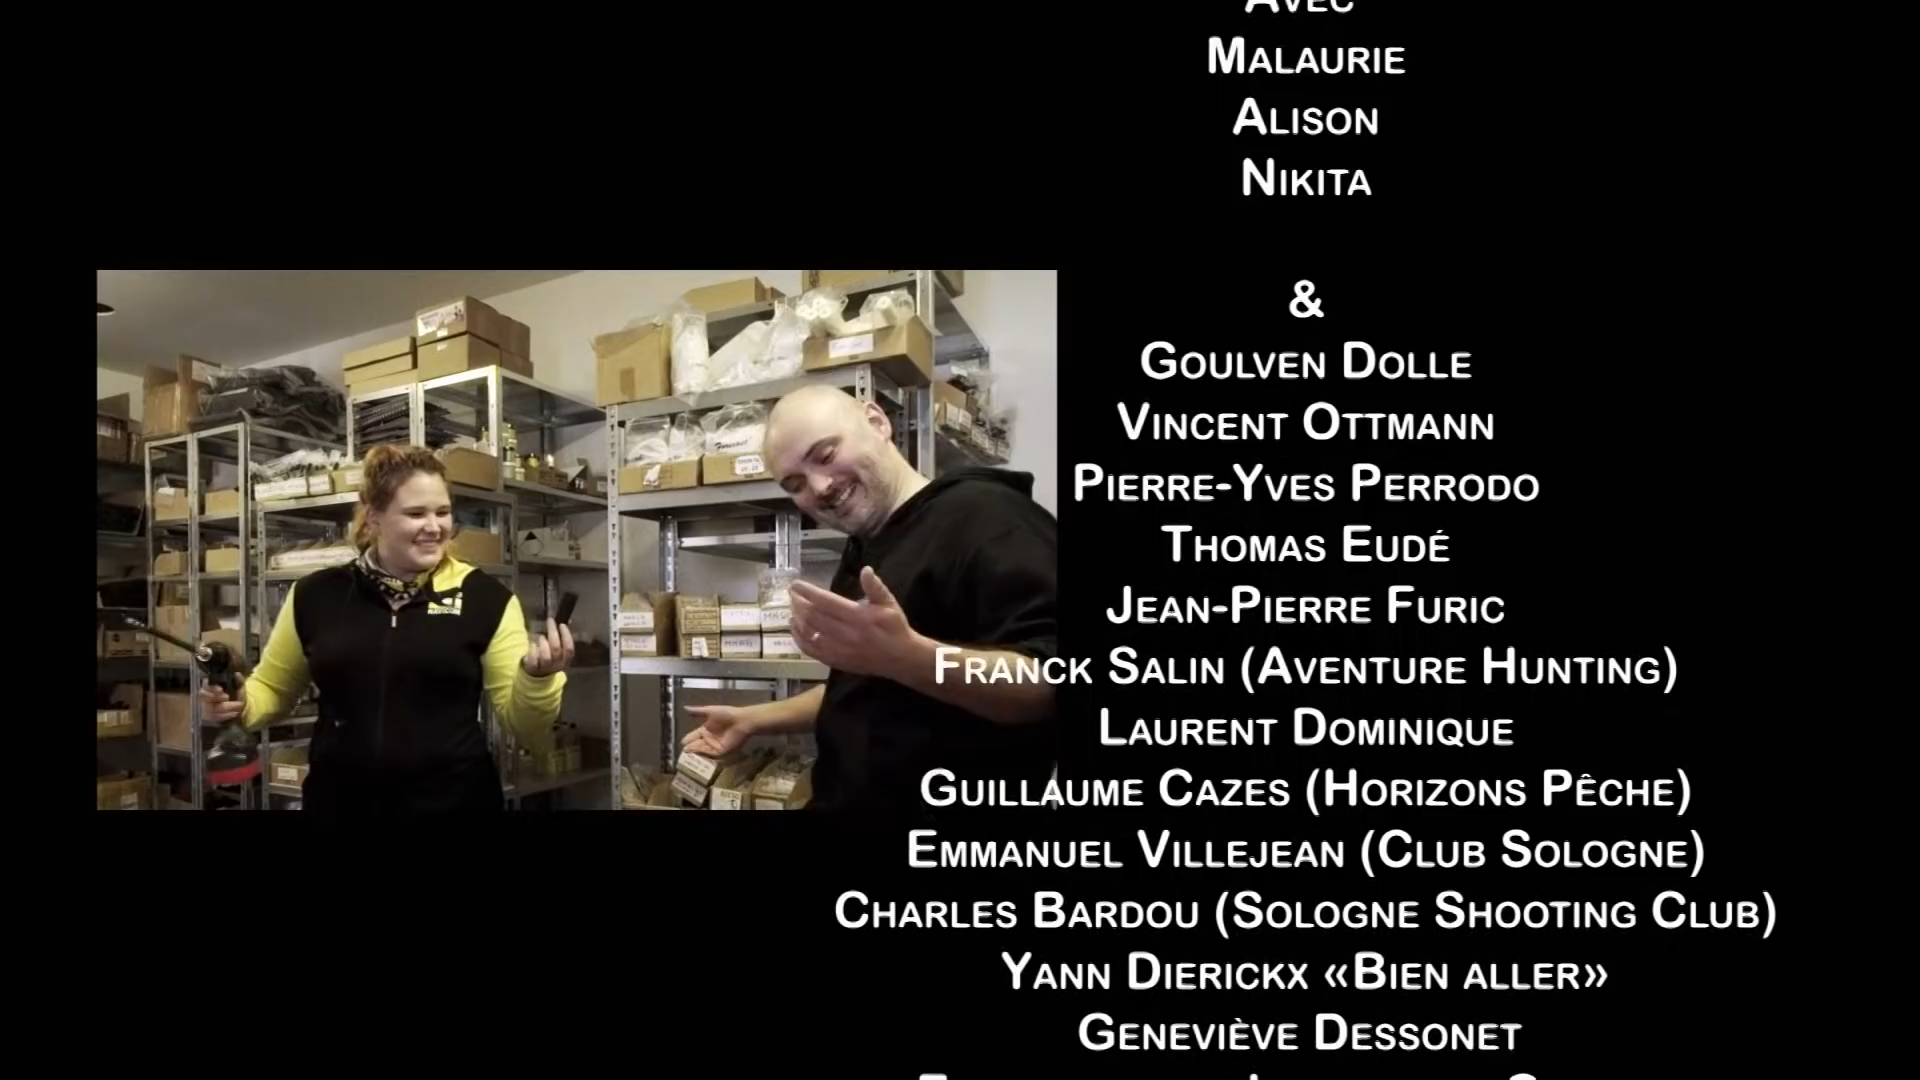 AVEC
MALAURIE
ALISON
NIKITA
&
GOULVEN DOLLE
VINCENT OTTMANN
PIERRE-YVES PERRODO
THOMAS EUDÉ
JEAN-PIERRE FURIC
FRANCK SALIN (AVENTURE HUNTING)
LAURENT DOMINIQUE
GUILLAUME CAZES (HORIZONS PÊCHE)
EMMANUEL VILLEJEAN (CLUB SOLOGNE)
CHARLES BARDOU (SOLOGNE SHOOTING CLUB)
YANN DIERICKX «BIEN ALLER»
GENEVIÈVE DESSONET